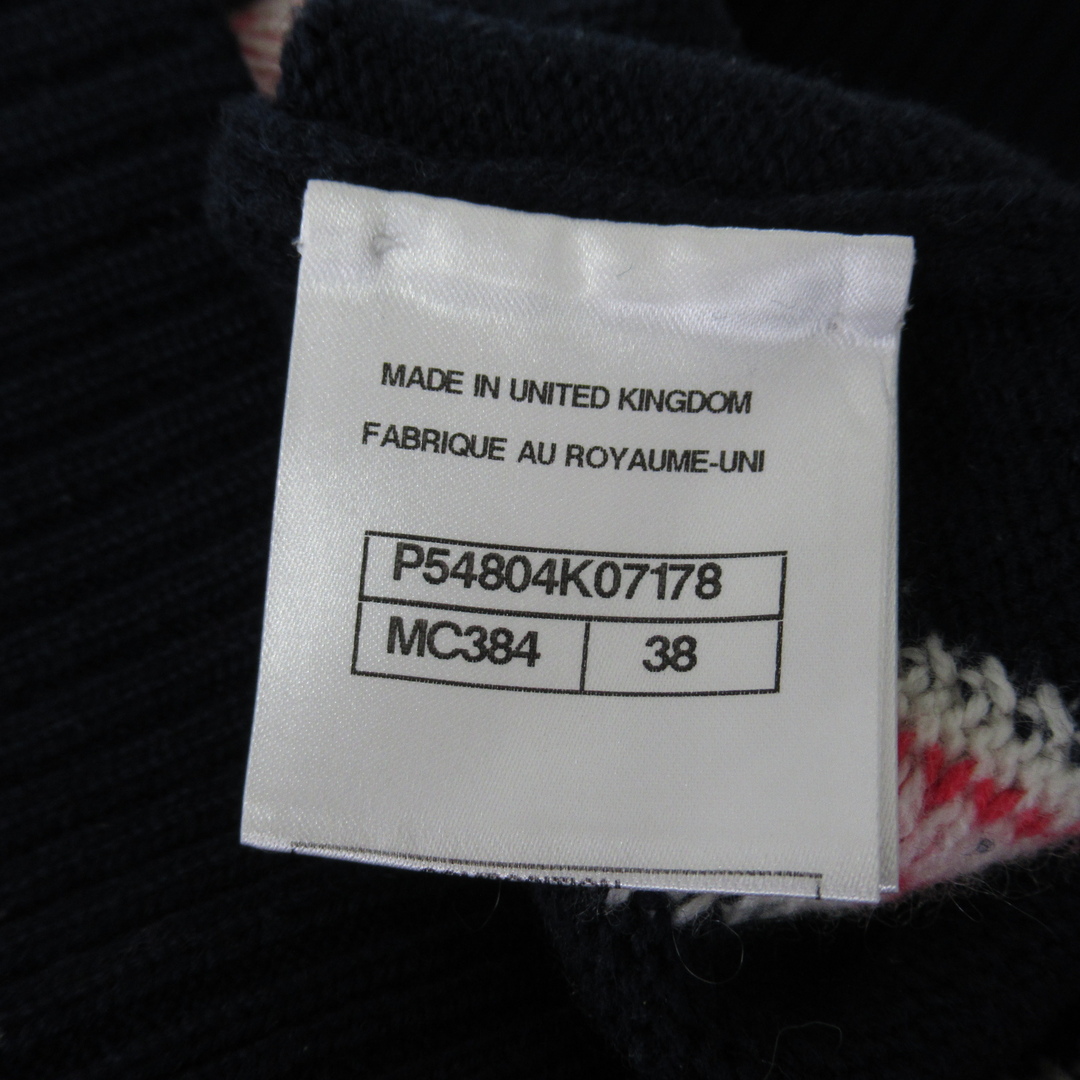 MADE IN UNITED KINGDOM
FABRIQUE AU ROYAUME-UNI
P54804K07178
MC384 38